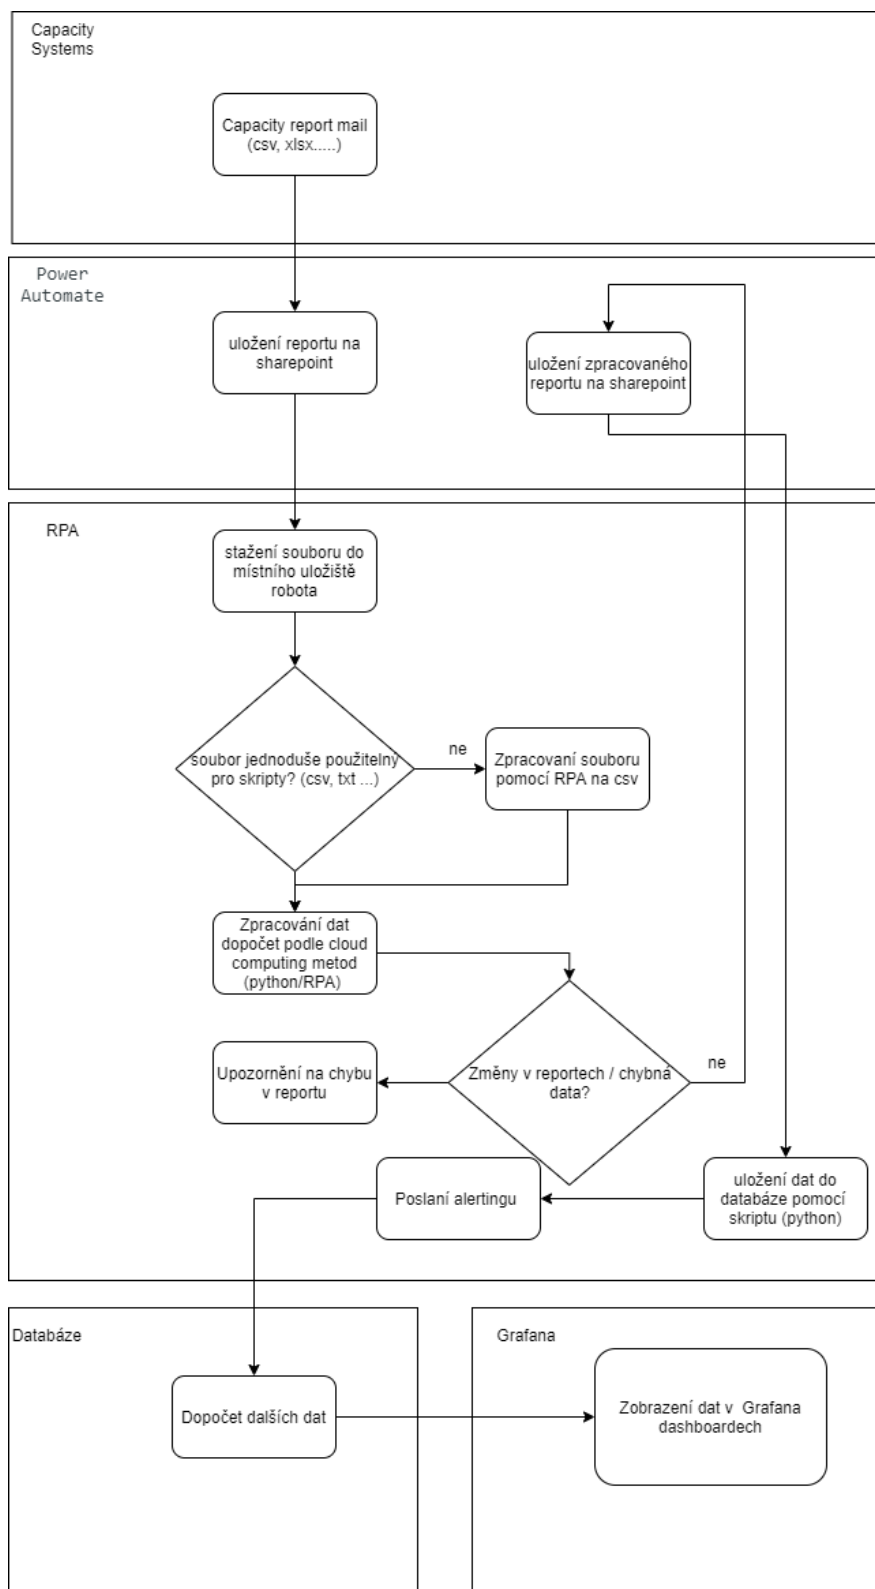 Capacity
Systems
Capacity report mail
(csv, xlsx.....)
Power
Automate
uložení reportu na
sharepoint
uložení zpracovaného
reportu na sharepoint
RPA
stažení souboru do
místního uložiště
robota
soubor jednoduše použitelný
pro skripty? (csv, txt ...)
ne
Zpracovaní souboru
pomocí RPA na csv
Zpracování dat
dopočet podle cloud
computing metod
(python/RPA)
Upozornění na chybu
v reportu
Změny v reportech / chybná
data?
ne
Poslaní alertingu
uložení dat do
databáze pomocí
skriptu (python)
Databáze
Dopočet dalších dat
Grafana
Zobrazení dat v Grafana
dashboardech